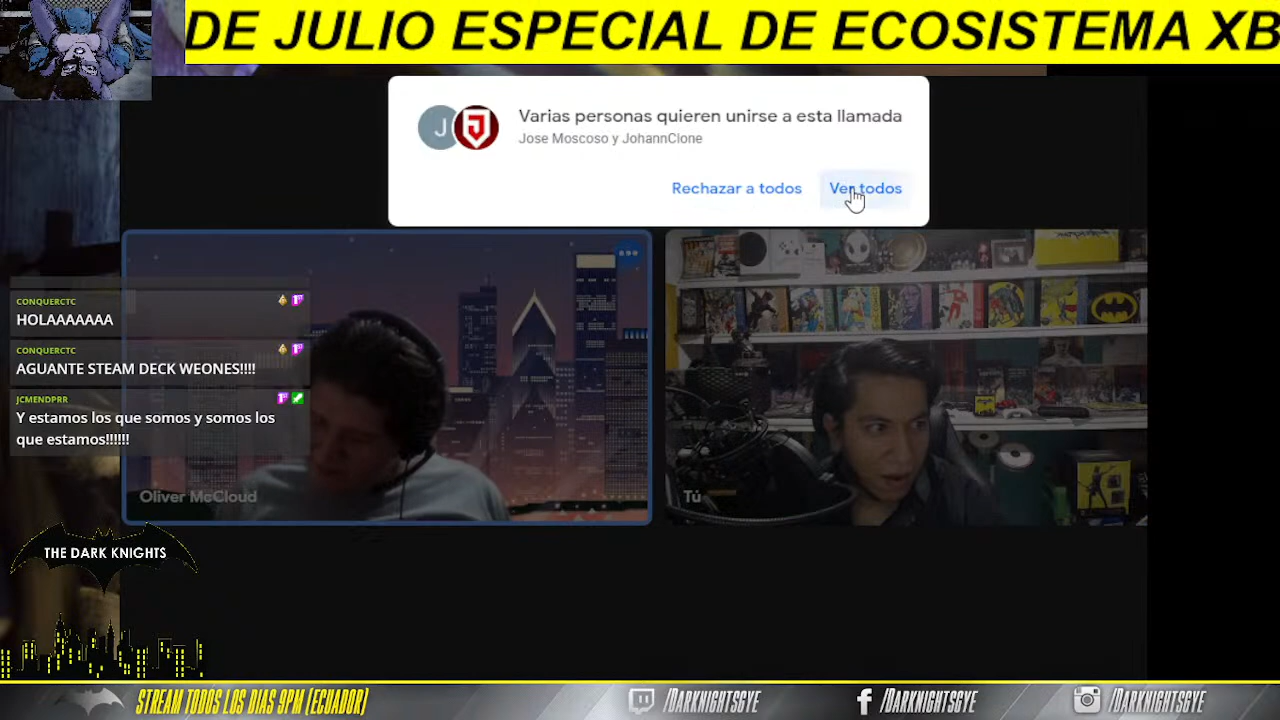 DE JULIO ESPECIAL DE ECOSISTEMA XB
J
Varias personas quieren unirse a esta llamada
Jose Moscoso y JohannCione
Rechazar a todos
Ver todos
CONQUERCTC
HOLAAAAAAA
CONQUERCTC
AGUANTE STEAM DECK WEONES!!!!
JCMENDPRR
Y estamos los que somos y somos los
que estamos!!!!!!
Oliver McCloud
Tú
THE DARK KNIGHTS
STREAM TODOS LOS DIAS 9PM (ECUADOR)
/DARKNIGHTSGYE
/DARKNIGHTSGYE
/DARKNIGHTSGYE